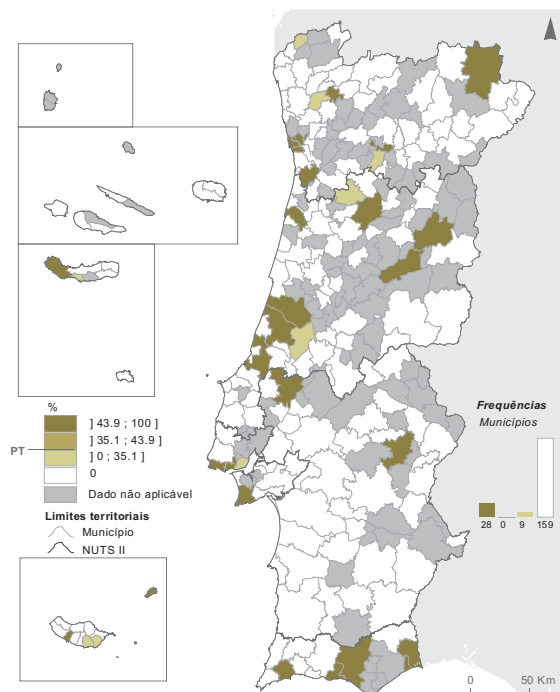 %
] 43.9 ; 100 ]
] 35.1 ; 43.9 ]
PT
] 0 ; 35.1 ]
0
Dado não aplicável
Limites territoriais
Município
NUTS II
Frequências
Municípios
28 0 9 159
0 50 Km